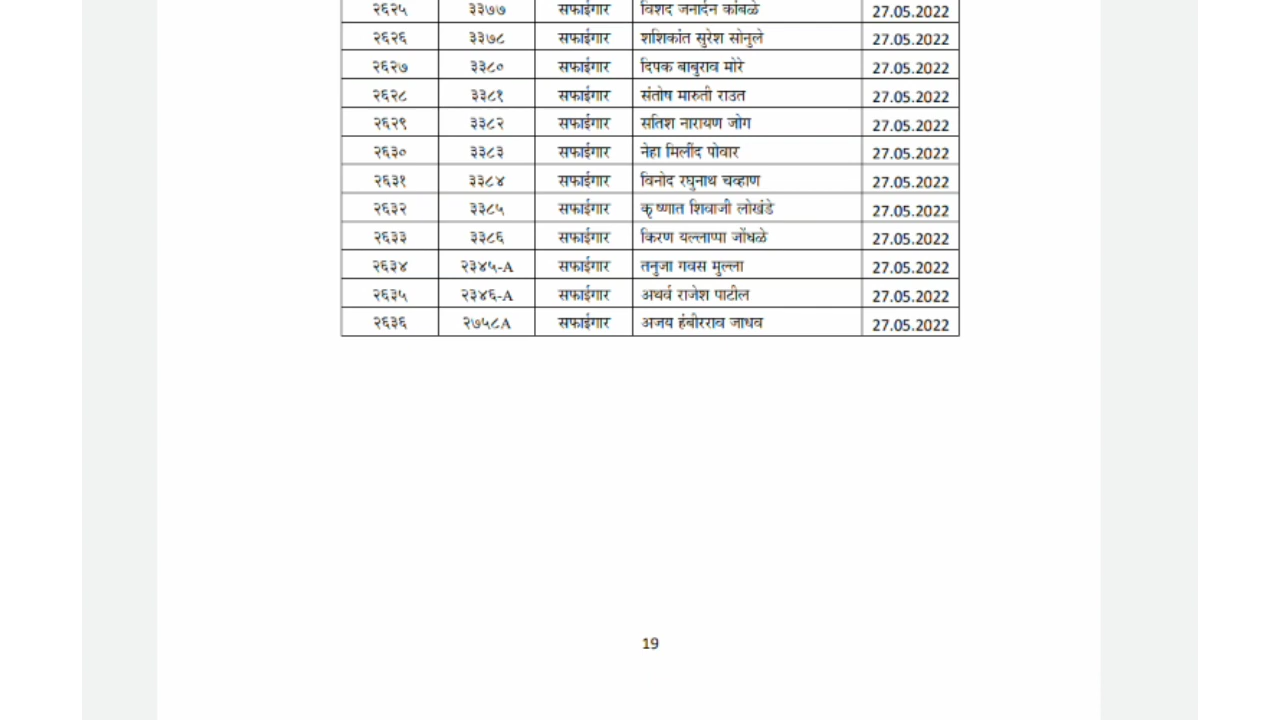 २६२५ ३३७७ सफाईगार विशद जनार्दन कांबळे 27.05.2022
२६२६ ३३७८ सफाईगार शशिकांत सुरेश सोनुले 27.05.2022
२६२७ ३३८० सफाईगार दिपक बाबुराव मोरे 27.05.2022
२६२८ ३३८१ सफाईगार संतोष मारुती राउत 27.05.2022
२६२९ ३३८२ सफाईगार सतिश नारायण जोग 27.05.2022
२६३० ३३८३ सफाईगार नेहा मिलींद पोवार 27.05.2022
२६३१ ३३८४ सफाईगार विनोद रघुनाथ चव्हाण 27.05.2022
२६३२ ३३८५ सफाईगार कृष्णात शिवाजी लोखंडे 27.05.2022
२६३३ ३३८६ सफाईगार किरण यल्लाप्पा जोंधळे 27.05.2022
२६३४ २३४५-A सफाईगार तनुजा गवस मुल्ला 27.05.2022
२६३५ २३४६-A सफाईगार अथर्व राजेश पाटील 27.05.2022
२६३६ २७५८A सफाईगार अजय हंबीरराव जाधव 27.05.2022
19